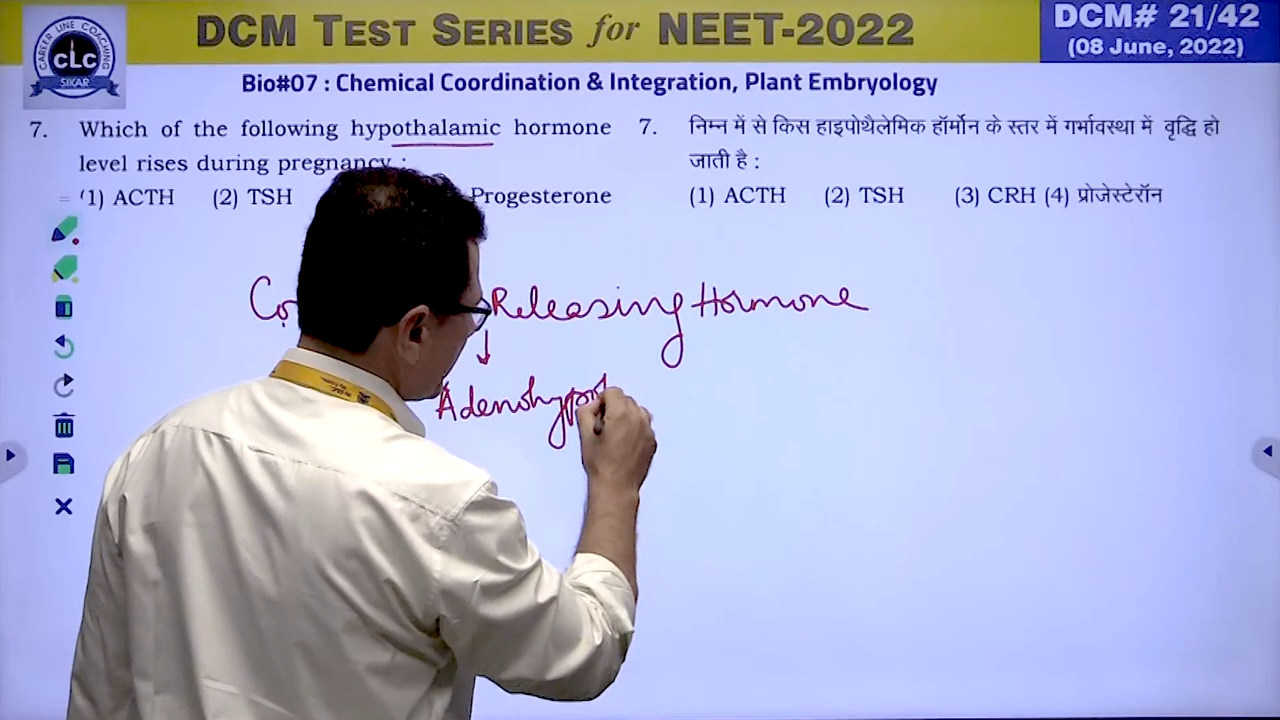 DCM TEST SERIES for NEET-2022
DCM# 21/42
(08 June, 2022)
CAREER LINE COACHING
CLC
SIKAR
Bio#07 : Chemical Coordination & Integration, Plant Embryology
7. Which of the following hypothalamic hormone
level rises during pregnancy :
(1) ACTH (2) TSH Progesterone
7. निम्न में से किस हाइपोथैलेमिक हॉर्मोन के स्तर में गर्भावस्था में वृद्धि हो
जाती है :
(1) ACTH (2) TSH (3) CRH (4) प्रोजेस्टेरॉन
Releasing Hormone